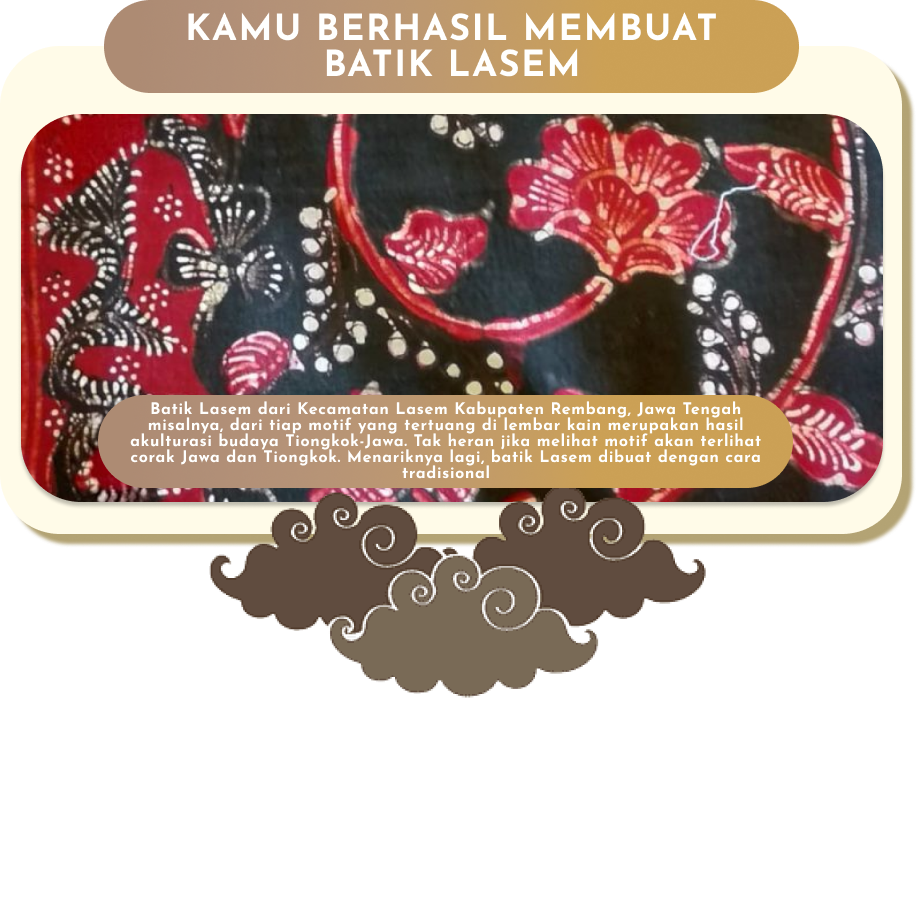 KAMU BERHASIL MEMBUAT
BATIK LASEM
Batik Lasem dari Kecamatan Lasem Kabupaten Rembang, Jawa Tengah
misalnya, dari tiap motif yang tertuang di lembar kain merupakan hasil
akulturasi budaya Tiongkok-Jawa. Tak heran jika melihat motif akan terlihat
corak Jawa dan Tiongkok. Menariknya lagi, batik Lasem dibuat dengan cara
tradisional